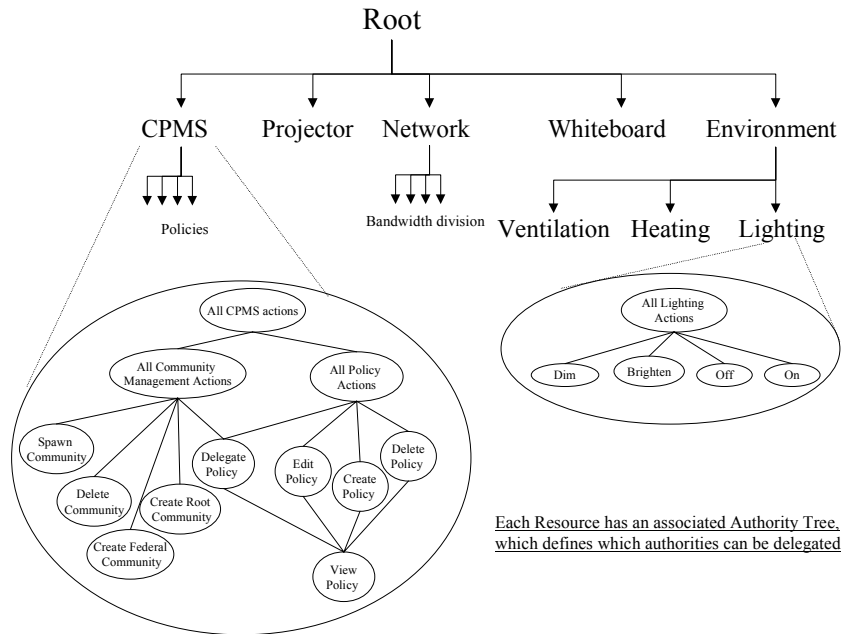 Root
CPMS
Projector
Network
Whiteboard
Environment
Policies
Bandwidth division
Ventilation
Heating
Lighting
All CPMS actions
All Community
Management Actions
All Policy
Actions
Spawn
Community
Delete
Community
Create Federal
Community
Create Root
Community
Delegate
Policy
Edit
Policy
Create
Policy
Delete
Policy
View
Policy
All Lighting
Actions
Dim
Brighten
Off
On
Each Resource has an associated Authority Tree,
which defines which authorities can be delegated